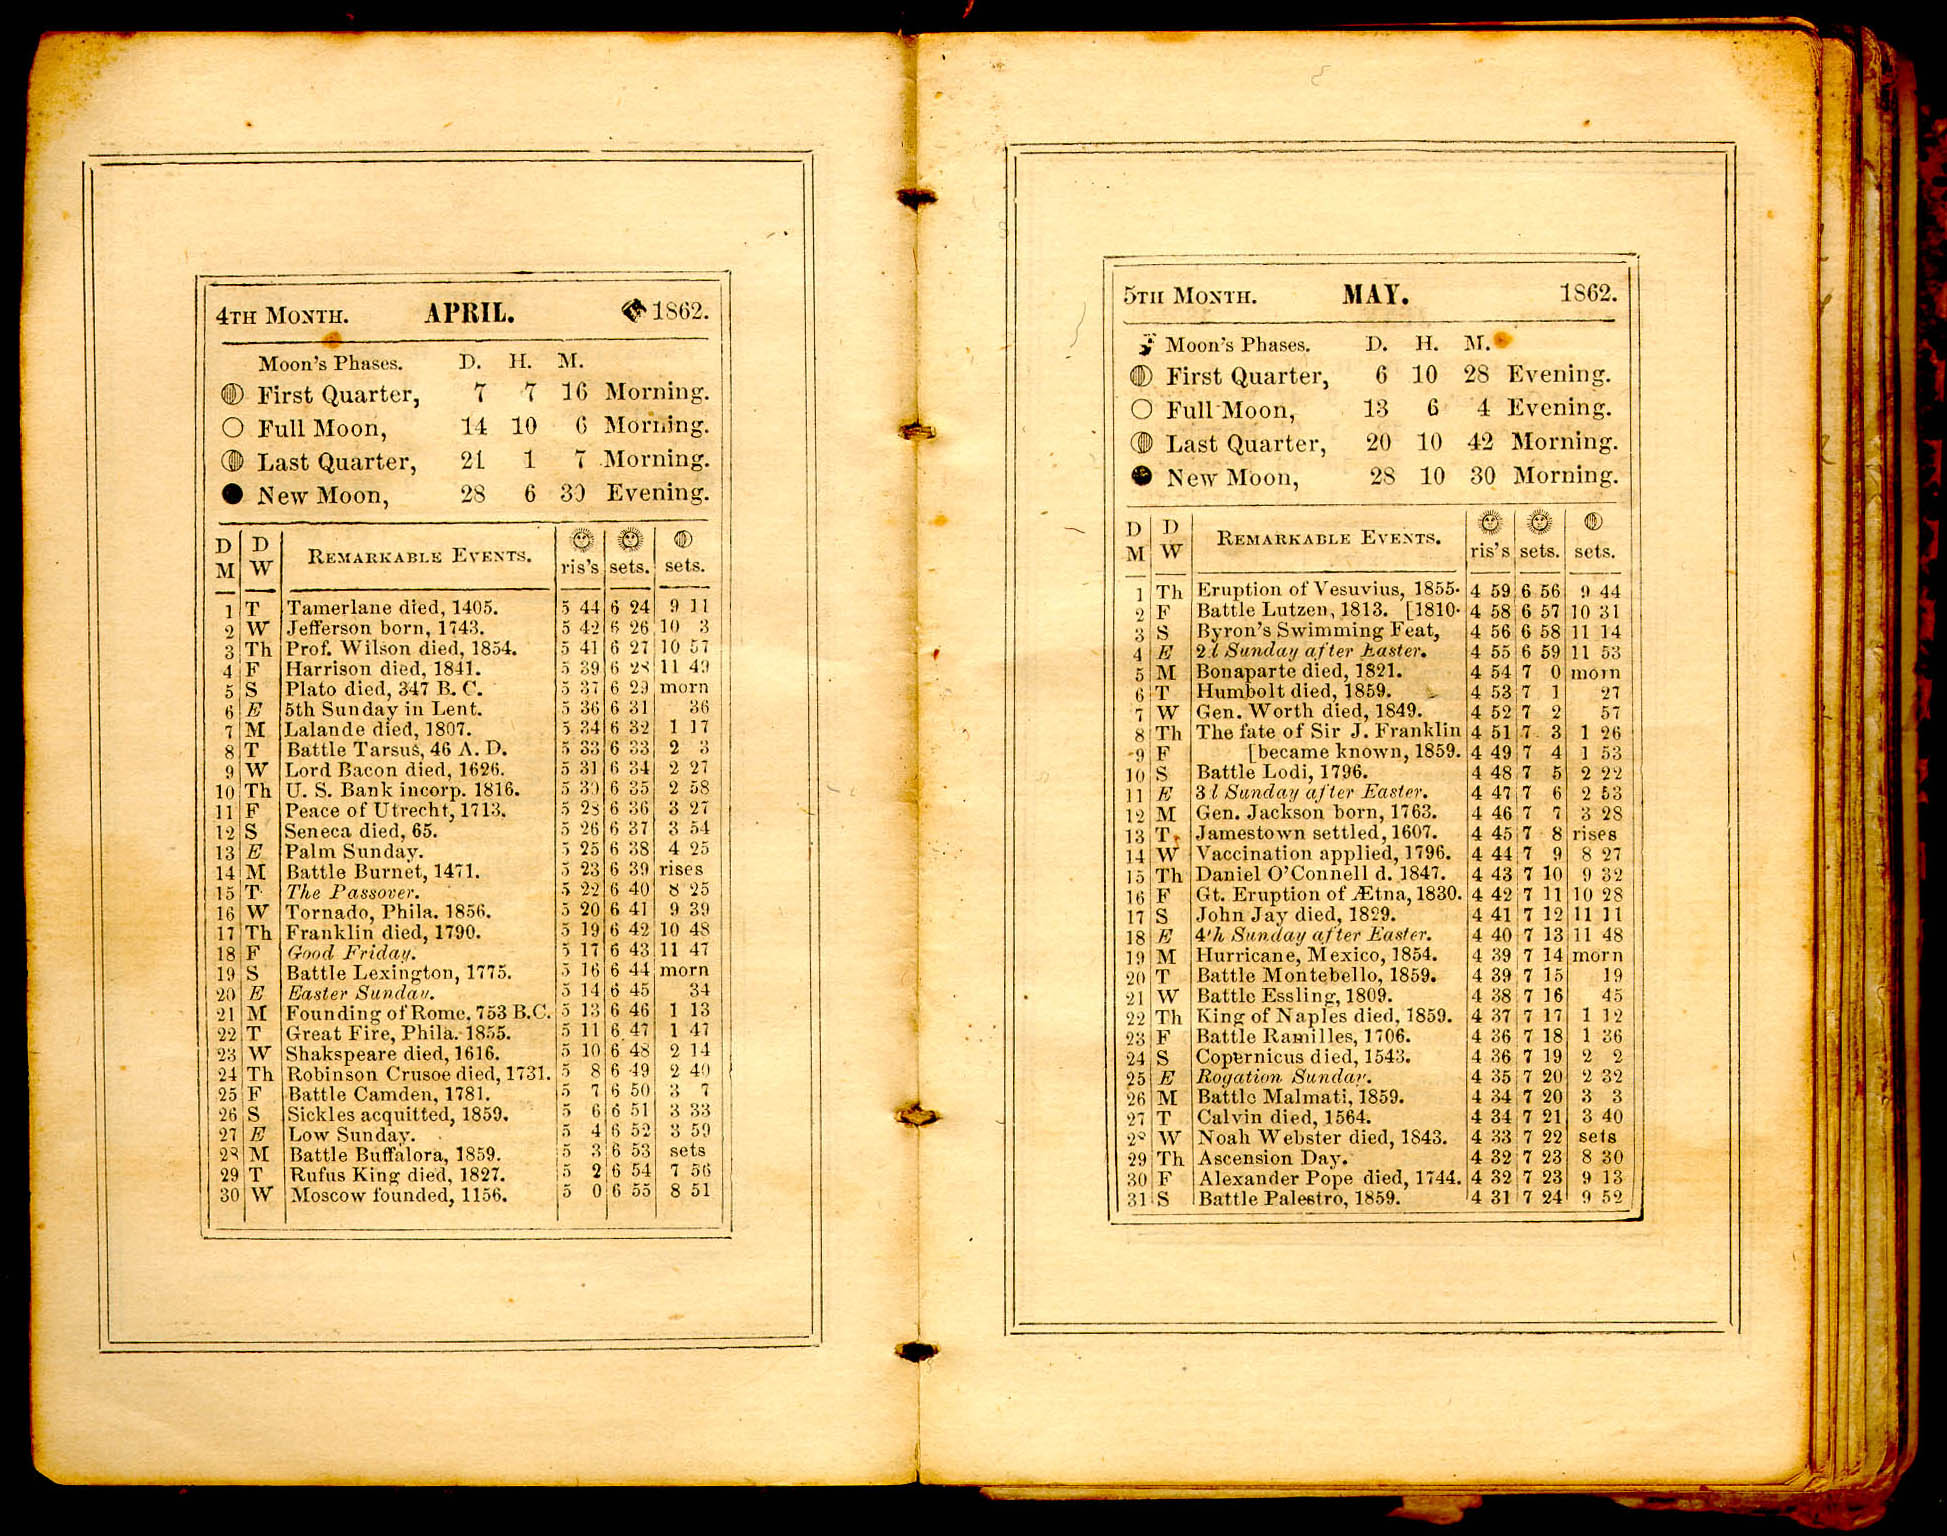 4TH MONTH. APRIL. 1862.
Moon's Phases. D. H. M.
First Quarter, 7 7 16 Morning.
Full Moon, 14 10 6 Morning.
Last Quarter, 21 1 7 Morning.
New Moon, 28 6 30 Evening.
D M D W REMARKABLE EVENTS. ris's sets. sets.
1 T Tamerlane died, 1405. 5 44 6 24 9 11
2 W Jefferson born, 1743. 5 42 6 26 10 3
3 Th Prof. Wilson died, 1854. 5 41 6 27 10 57
4 F Harrison died, 1841. 5 39 6 28 11 49
5 S Plato died, 347 B. C. 5 37 6 29 morn
6 E 5th Sunday in Lent. 5 36 6 31 36
7 M Lalande died, 1807. 5 34 6 32 1 17
8 T Battle Tarsus, 46 A. D. 5 33 6 33 2 3
9 W Lord Bacon died, 1626. 5 31 6 34 2 27
10 Th U. S. Bank incorp. 1816. 5 30 6 35 2 58
11 F Peace of Utrecht, 1713. 5 28 6 36 3 27
12 S Seneca died, 65. 5 26 6 37 3 54
13 E Palm Sunday. 5 25 6 38 4 25
14 M Battle Burnet, 1471. 5 23 6 39 rises
15 T The Passover. 5 22 6 40 8 25
16 W Tornado, Phila. 1856. 5 20 6 41 9 39
17 Th Franklin died, 1790. 5 19 6 42 10 48
18 F Good Friday. 5 17 6 43 11 47
19 S Battle Lexington, 1775. 5 16 6 44 morn
20 E Easter Sunday. 5 14 6 45 34
21 M Founding of Rome, 753 B.C. 5 13 6 46 1 13
22 T Great Fire, Phila. 1855. 5 11 6 47 1 47
23 W Shakspeare died, 1616. 5 10 6 48 2 14
24 Th Robinson Crusoe died, 1731. 5 8 6 49 2 40
25 F Battle Camden, 1781. 5 7 6 50 3 7
26 S Sickles acquitted, 1859. 5 6 6 51 3 33
27 E Low Sunday. 5 4 6 52 3 59
28 M Battle Buffalora, 1859. 5 3 6 53 sets
29 T Rufus King died, 1827. 5 2 6 54 7 56
30 W Moscow founded, 1156. 5 0 6 55 8 51
5TH MONTH. MAY. 1862.
Moon's Phases. D. H. M.
First Quarter, 6 10 28 Evening.
Full Moon, 13 6 4 Evening.
Last Quarter, 20 10 42 Morning.
New Moon, 28 10 30 Morning.
D M D W REMARKABLE EVENTS. ris's sets. sets.
1 Th Eruption of Vesuvius, 1855. 4 59 6 56 9 44
2 F Battle Lutzen, 1813. [1810. 4 58 6 57 10 31
3 S Byron's Swimming Feat, 4 56 6 58 11 14
4 E 2d Sunday after Easter. 4 55 6 59 11 53
5 M Bonaparte died, 1821. 4 54 7 0 morn
6 T Humbolt died, 1859. 4 53 7 1 27
7 W Gen. Worth died, 1849. 4 52 7 2 57
8 Th The fate of Sir J. Franklin 4 51 7 3 1 26
9 F [became known, 1859. 4 49 7 4 1 53
10 S Battle Lodi, 1796. 4 48 7 5 2 22
11 E 3d Sunday after Easter. 4 47 7 6 2 53
12 M Gen. Jackson born, 1763. 4 46 7 7 3 28
13 T Jamestown settled, 1607. 4 45 7 8 rises
14 W Vaccination applied, 1796. 4 44 7 9 8 27
15 Th Daniel O'Connell d. 1847. 4 43 7 10 9 32
16 F Gt. Eruption of Ætna, 1830. 4 42 7 11 10 28
17 S John Jay died, 1829. 4 41 7 12 11 11
18 E 4th Sunday after Easter. 4 40 7 13 11 48
19 M Hurricane, Mexico, 1854. 4 39 7 14 morn
20 T Battle Montebello, 1859. 4 39 7 15 19
21 W Battle Essling, 1809. 4 38 7 16 45
22 Th King of Naples died, 1859. 4 37 7 17 1 12
23 F Battle Ramilles, 1706. 4 36 7 18 1 36
24 S Copernicus died, 1543. 4 36 7 19 2 2
25 E Rogation Sunday. 4 35 7 20 2 32
26 M Battle Malmati, 1859. 4 34 7 20 3 3
27 T Calvin died, 1564. 4 34 7 21 3 40
28 W Noah Webster died, 1843. 4 33 7 22 sets
29 Th Ascension Day. 4 32 7 23 8 30
30 F Alexander Pope died, 1744. 4 32 7 23 9 13
31 S Battle Palestro, 1859. 4 31 7 24 9 52